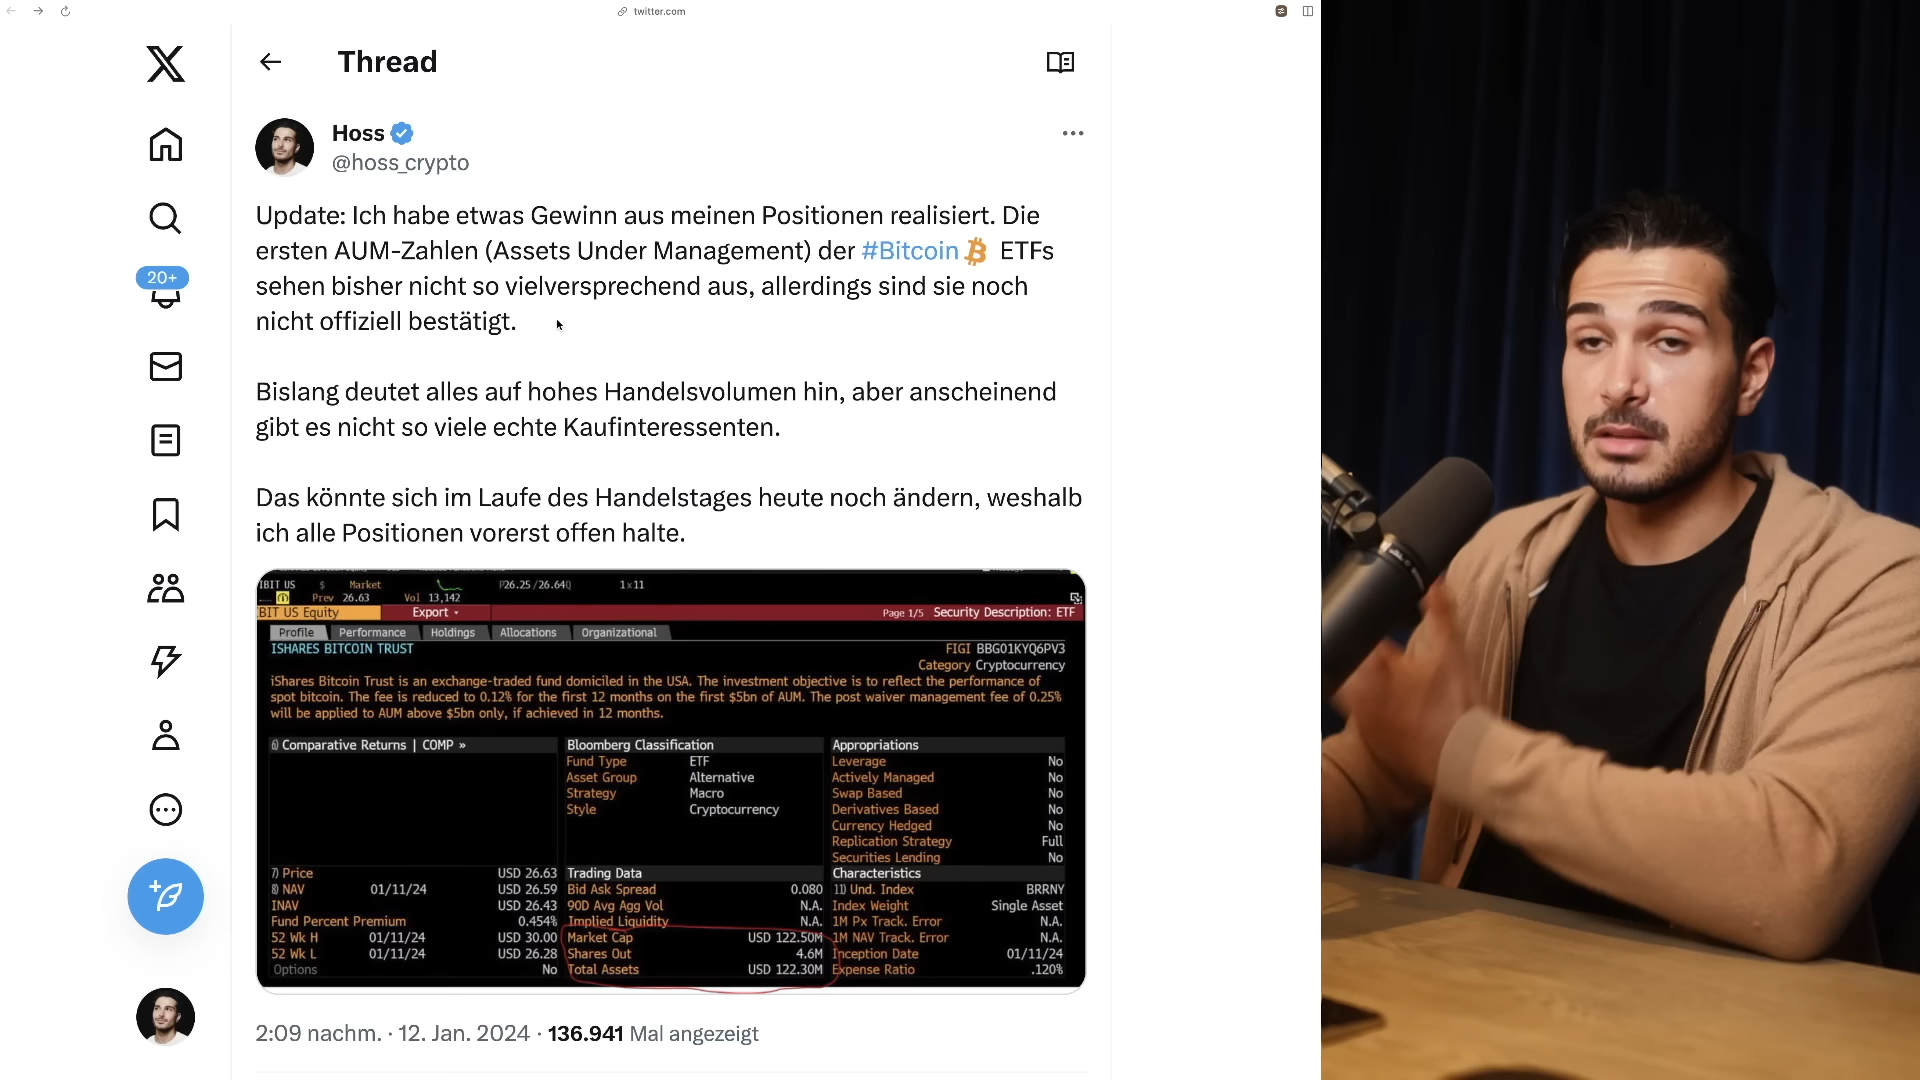 twitter.com
Thread
Hoss
@hoss_crypto
20+
Update: Ich habe etwas Gewinn aus meinen Positionen realisiert. Die
ersten AUM-Zahlen (Assets Under Management) der #Bitcoin ETFs
sehen bisher nicht so vielversprechend aus, allerdings sind sie noch
nicht offiziell bestätigt.
Bislang deutet alles auf hohes Handelsvolumen hin, aber anscheinend
gibt es nicht so viele echte Kaufinteressenten.
Das könnte sich im Laufe des Handelstages heute noch ändern, weshalb
ich alle Positionen vorerst offen halte.
IBIT US $ Market P26.25/26.64Q 1x11
Prev 26.63 Vol 13,142
BIT US Equity Export Page 1/5 Security Description: ETF
Profile Performance Holdings Allocations Organizational
ISHARES BITCOIN TRUST FIGI BBG01KYQ6PV3
Category Cryptocurrency
iShares Bitcoin Trust is an exchange-traded fund domiciled in the USA. The investment objective is to reflect the performance of
spot bitcoin. The fee is reduced to 0.12% for the first 12 months on the first $5bn of AUM. The post waiver management fee of 0.25%
will be applied to AUM above $5bn only, if achieved in 12 months.
6) Comparative Returns | COMP » Bloomberg Classification Appropriations
Fund Type ETF Leverage No
Asset Group Alternative Actively Managed No
Strategy Macro Swap Based No
Style Cryptocurrency Derivatives Based No
Currency Hedged No
Replication Strategy Full
Securities Lending No
7) Price USD 26.63 Trading Data Characteristics
8) NAV 01/11/24 USD 26.59 Bid Ask Spread 0.080 11) Und. Index BRRNY
INAV USD 26.43 90D Avg Agg Vol N.A. Index Weight Single Asset
Fund Percent Premium 0.454% Implied Liquidity N.A. 1M Px Track. Error N.A.
52 Wk H 01/11/24 USD 30.00 Market Cap USD 122.50M 1M NAV Track. Error N.A.
52 Wk L 01/11/24 USD 26.28 Shares Out 4.6M Inception Date 01/11/24
Options No Total Assets USD 122.30M Expense Ratio .120%
2:09 nachm. · 12. Jan. 2024 · 136.941 Mal angezeigt